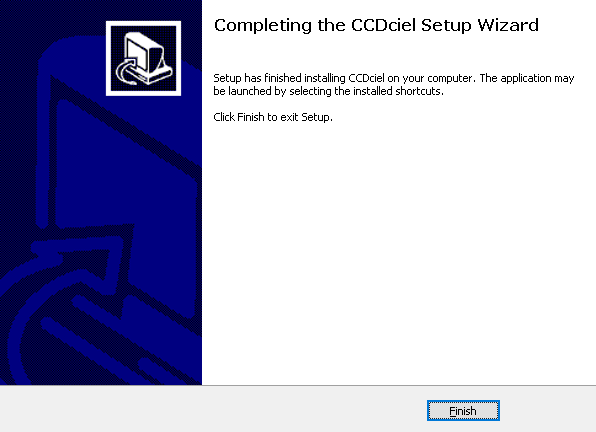 Completing the CCDciel Setup Wizard
Setup has finished installing CCDciel on your computer. The application may
be launched by selecting the installed shortcuts.
Click Finish to exit Setup.
Finish